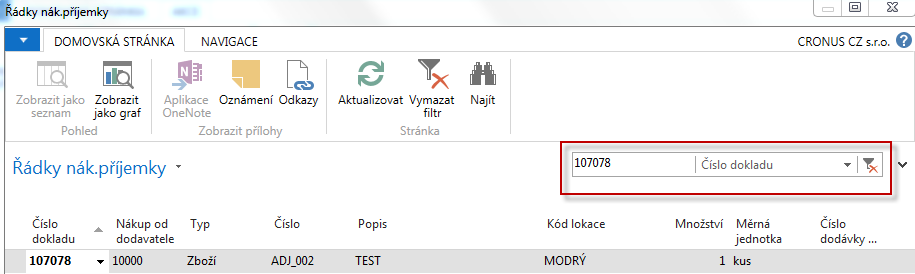 Řádky nák.příjemky
DOMOVSKÁ STRÁNKA NAVIGACE CRONUS CZ s.r.o. ?
Zobrazit jako seznam
Zobrazit jako graf
Aplikace OneNote
Oznámení
Odkazy
Aktualizovat
Vymazat filtr
Najít
Pohled Zobrazit přílohy Stránka
Řádky nák.příjemky 107078 Číslo dokladu
Číslo dokladu
Nákup od dodavatele
Typ
Číslo
Popis
Kód lokace
Množství
Měrná jednotka
Číslo dodávky ...
107078 10000 Zboží ADJ_002 TEST MODRÝ 1 kus